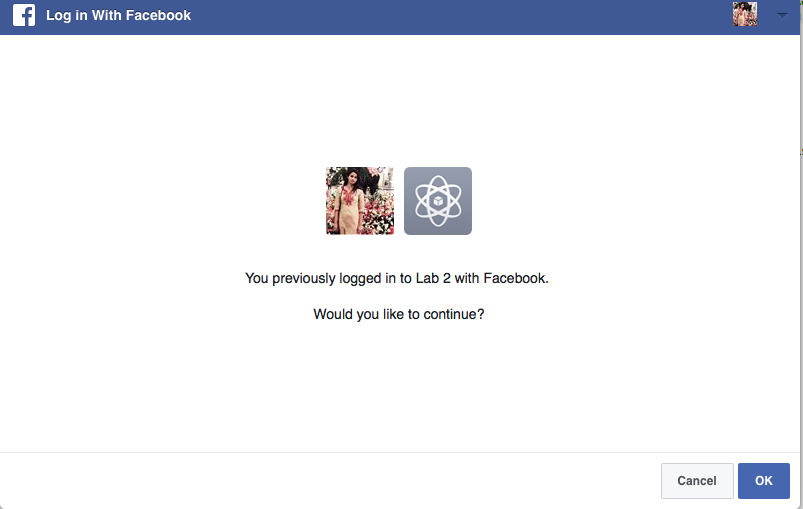 Log in With Facebook
You previously logged in to Lab 2 with Facebook.
Would you like to continue?
Cancel
OK